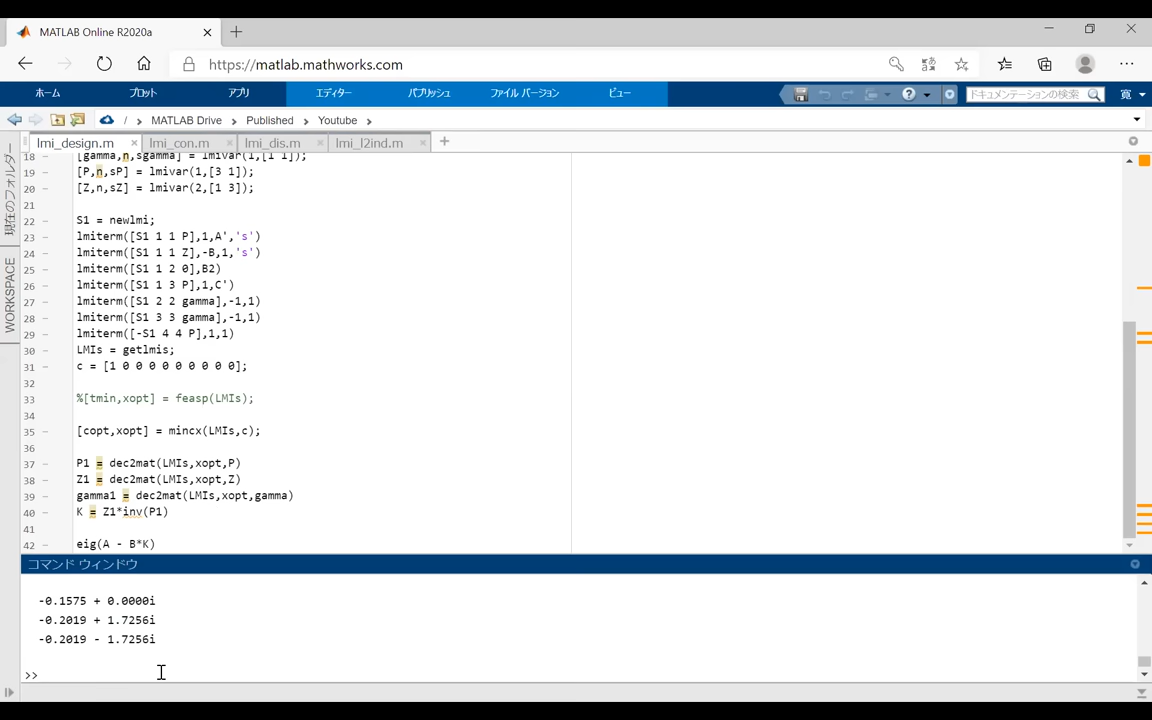 MATLAB Online R2020a
https://matlab.mathworks.com
ホーム プロット アプリ エディター パブリッシュ ファイル バージョン ビュー ドキュメンテーションの検索 寛
/ MATLAB Drive Published Youtube
lmi_design.m lmi_con.m lmi_dis.m lmi_l2ind.m
現在のフォルダー
WORKSPACE
18 [gamma,n,sgamma] = lmivar(1,[1 1]);
19 [P,n,sP] = lmivar(1,[3 1]);
20 [Z,n,sZ] = lmivar(2,[1 3]);
21
22 S1 = newlmi;
23 lmiterm([S1 1 1 P],1,A','s')
24 lmiterm([S1 1 1 Z],-B,1,'s')
25 lmiterm([S1 1 2 0],B2)
26 lmiterm([S1 1 3 P],1,C')
27 lmiterm([S1 2 2 gamma],-1,1)
28 lmiterm([S1 3 3 gamma],-1,1)
29 lmiterm([-S1 4 4 P],1,1)
30 LMIs = getlmis;
31 c = [1 0 0 0 0 0 0 0 0 0];
32
33 %[tmin,xopt] = feasp(LMIs);
34
35 [copt,xopt] = mincx(LMIs,c);
36
37 P1 = dec2mat(LMIs,xopt,P)
38 Z1 = dec2mat(LMIs,xopt,Z)
39 gamma1 = dec2mat(LMIs,xopt,gamma)
40 K = Z1*inv(P1)
41
42 eig(A - B*K)
コマンド ウィンドウ
-0.1575 + 0.0000i
-0.2019 + 1.7256i
-0.2019 - 1.7256i
>>